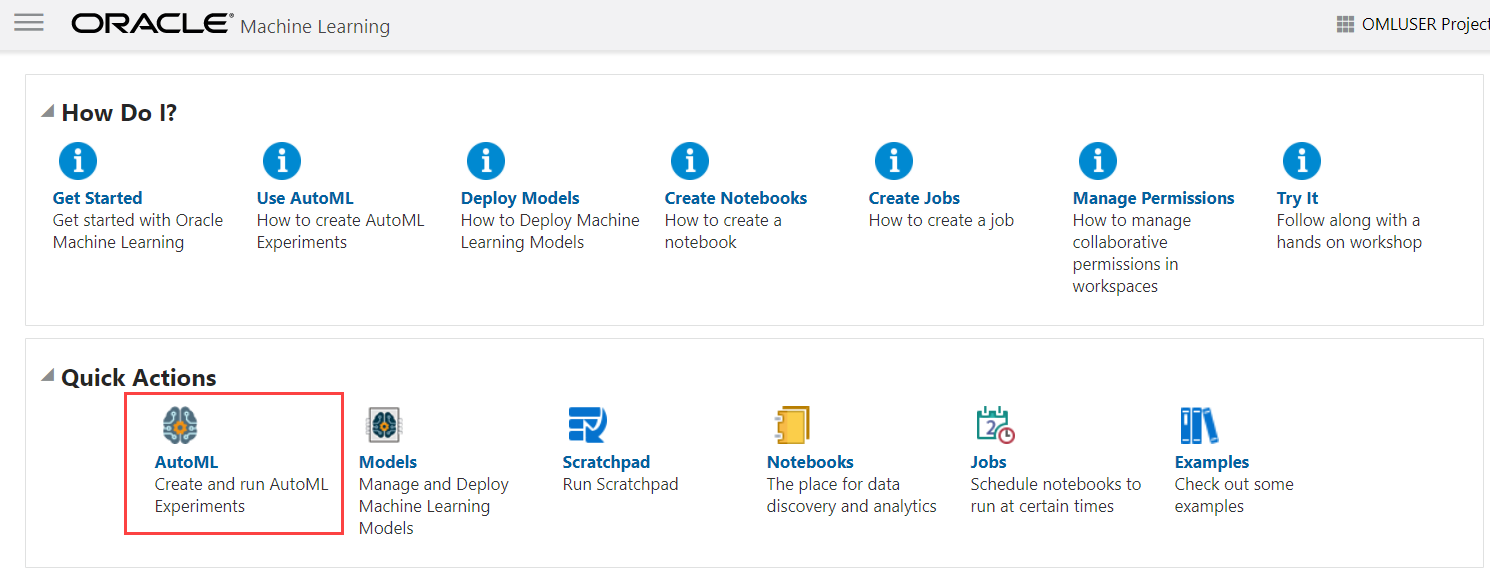 ORACLE® Machine Learning
OMLUSER Project
How Do I?
Get Started
Get started with Oracle
Machine Learning
Use AutoML
How to create AutoML
Experiments
Deploy Models
How to Deploy Machine
Learning Models
Create Notebooks
How to create a
notebook
Create Jobs
How to create a job
Manage Permissions
How to manage
collaborative
permissions in
workspaces
Try It
Follow along with a
hands on workshop
Quick Actions
AutoML
Create and run AutoML
Experiments
Models
Manage and Deploy
Machine Learning
Models
Scratchpad
Run Scratchpad
Notebooks
The place for data
discovery and analytics
2
Jobs
Schedule notebooks to
run at certain times
Examples
Check out some
examples